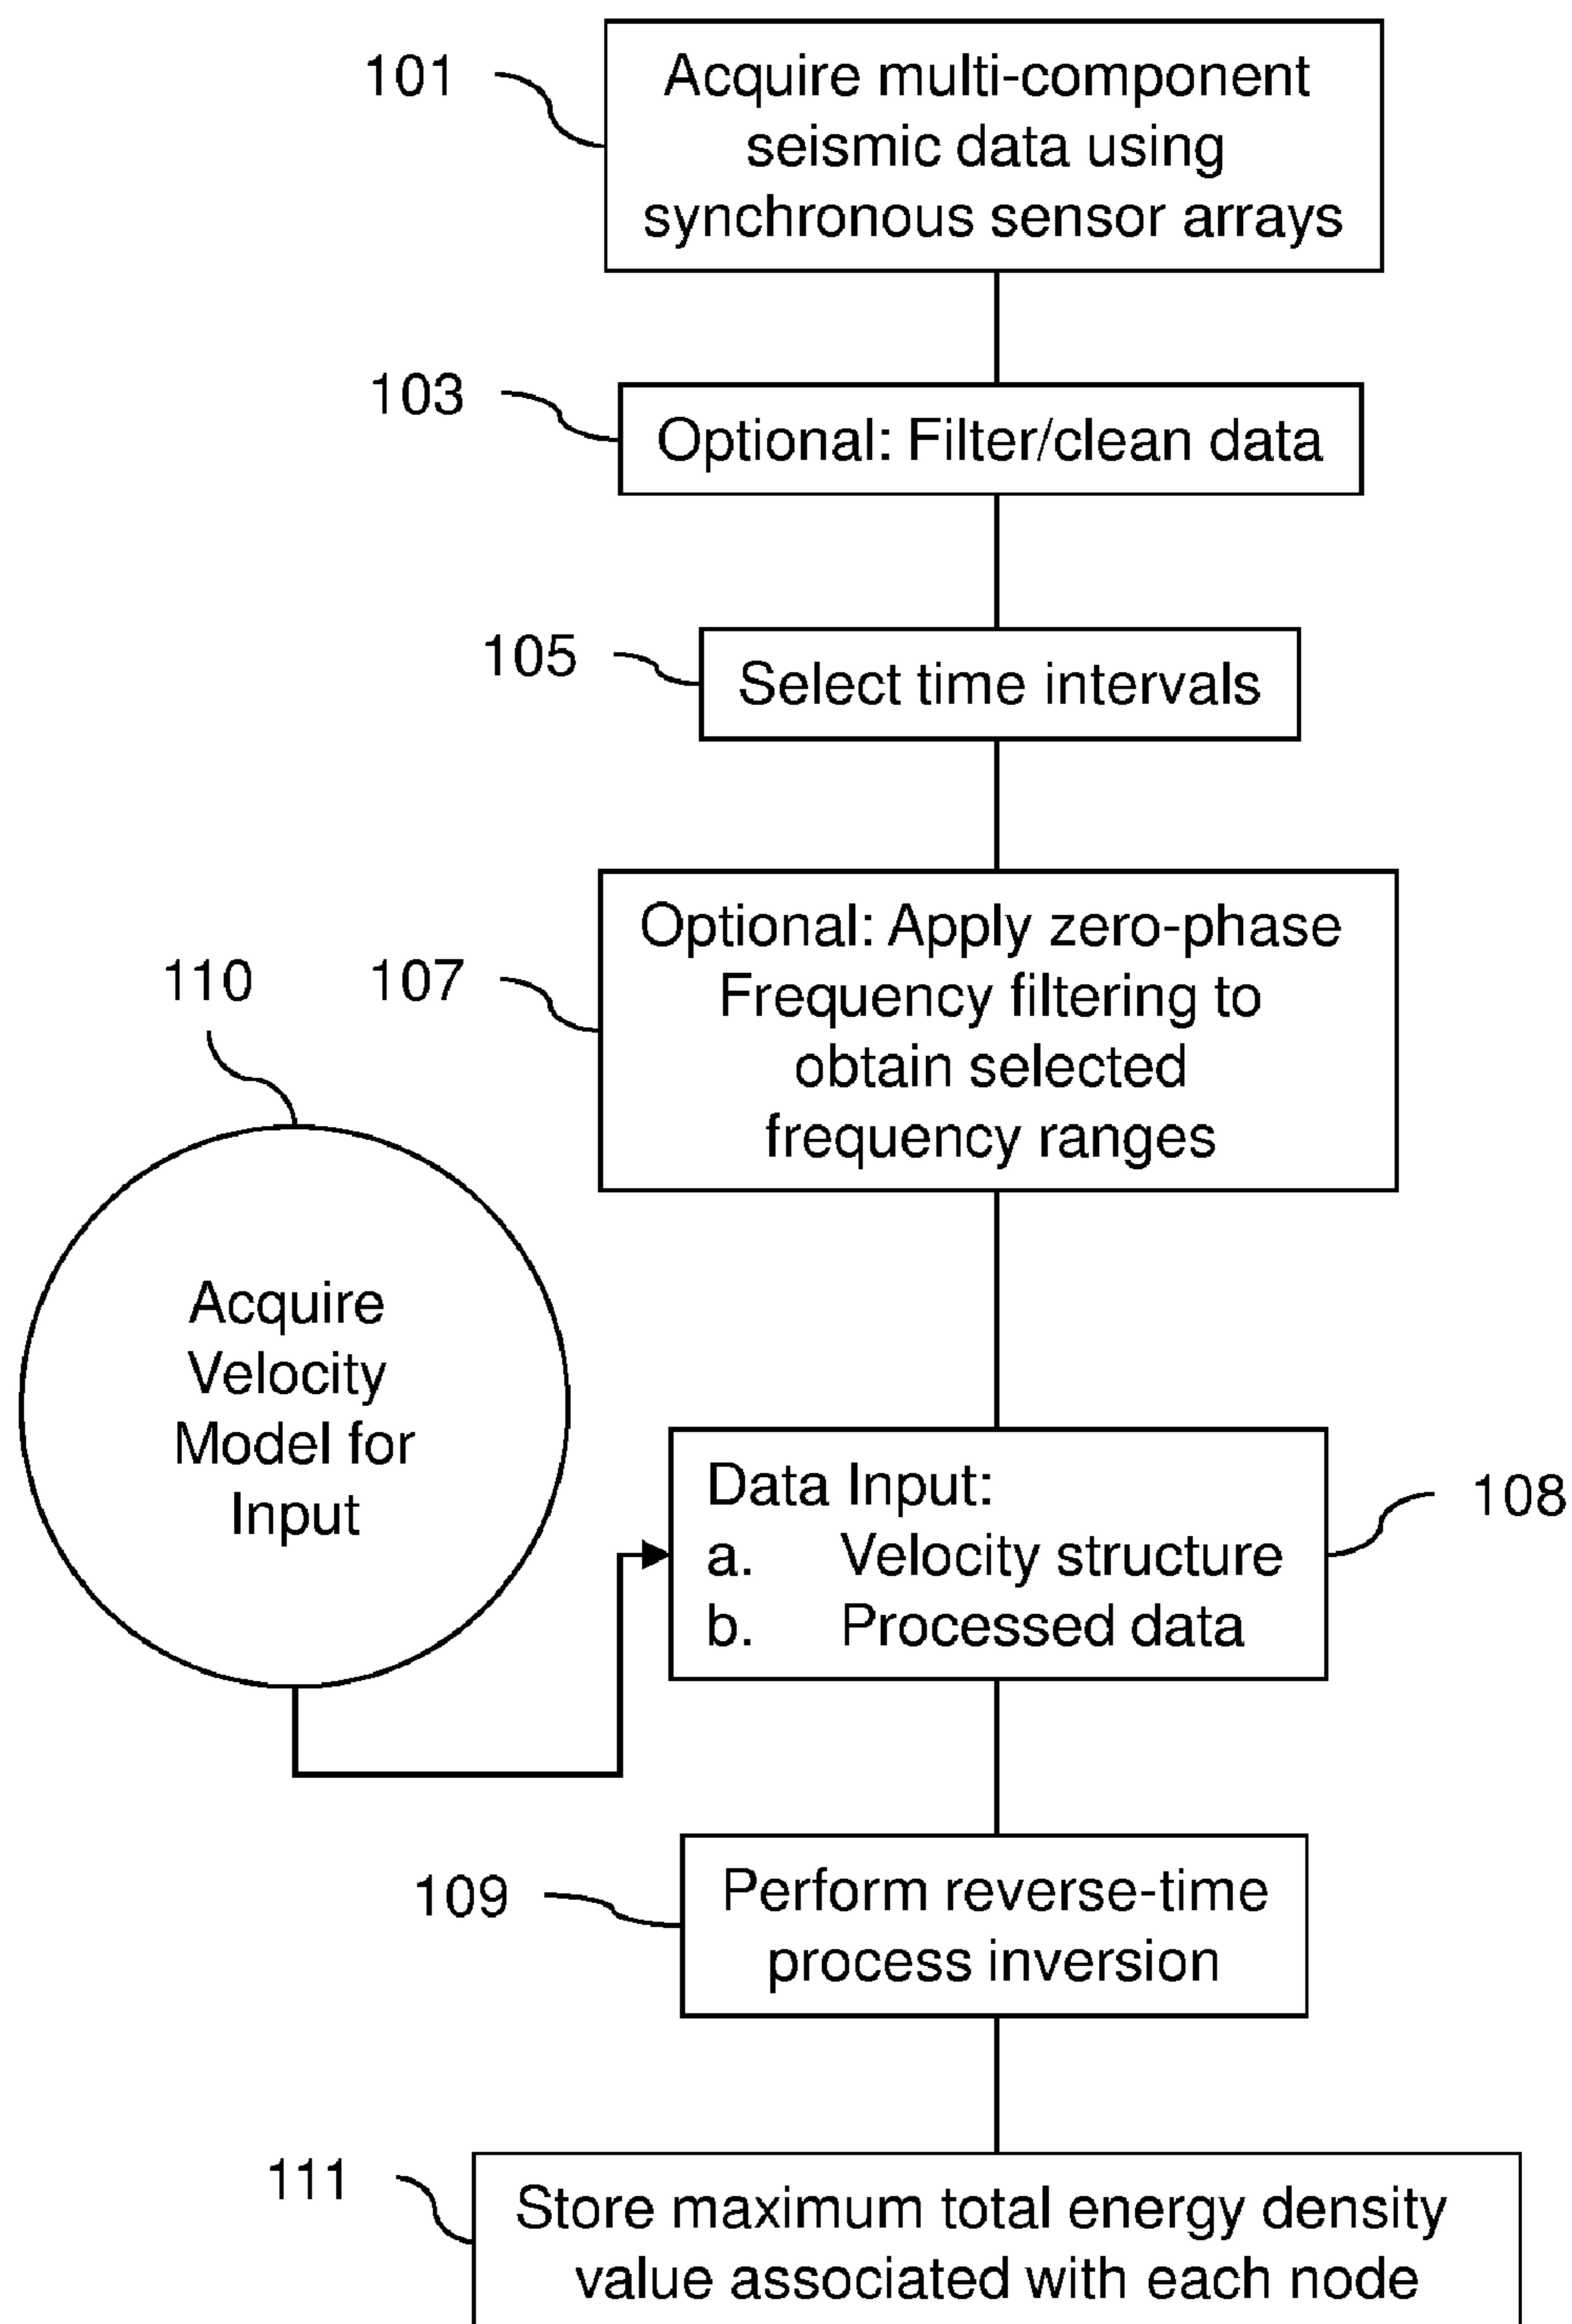 101
Acquire multi-component
seismic data using
synchronous sensor arrays
103
Optional: Filter/clean data
105
Select time intervals
107
Optional: Apply zero-phase
Frequency filtering to
obtain selected
frequency ranges
110
Acquire
Velocity
Model for
Input
108
Data Input:
a. Velocity structure
b. Processed data
109
Perform reverse-time
process inversion
111
Store maximum total energy density
value associated with each node